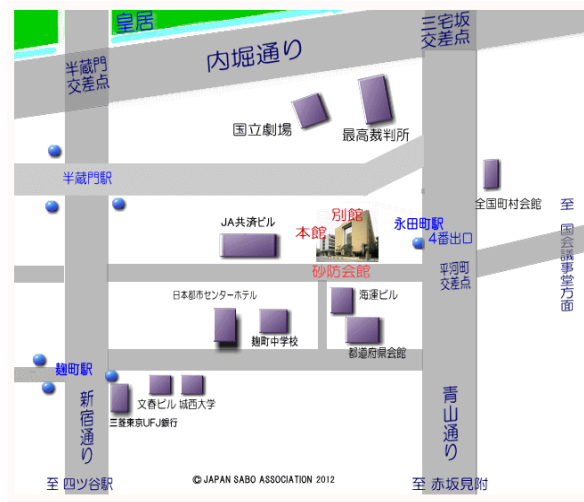 皇居
三宅坂
交差点
内堀通り
半蔵門
交差点
国立劇場
最高裁判所
半蔵門駅
全国町村会館
至 国会議事堂方面
JA共済ビル
別館
本館
永田町駅
4番出口
砂防会館
平河町
交差点
日本都市センターホテル
海運ビル
麹町中学校
都道府県会館
麹町駅
新宿通り
文春ビル
城西大学
三菱東京UFJ銀行
青山通り
至 四ツ谷駅
© JAPAN SABO ASSOCIATION 2012
至 赤坂見附